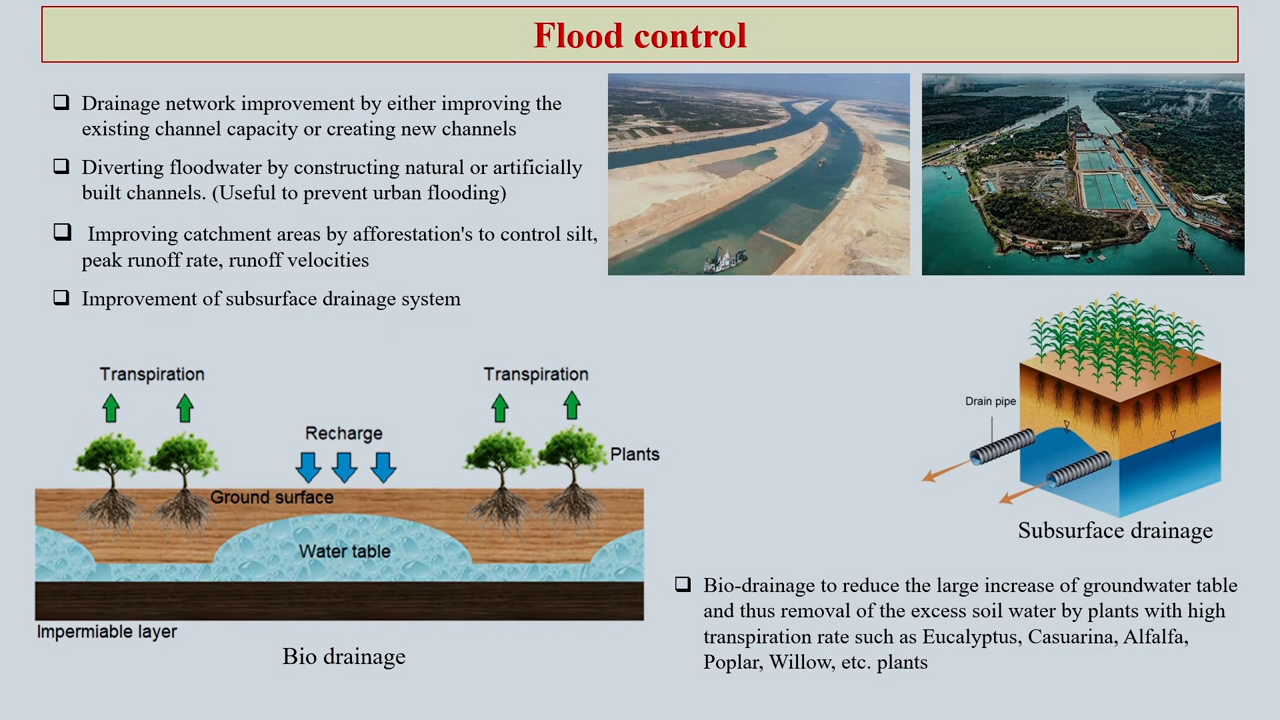 Flood control
❑ Drainage network improvement by either improving the
existing channel capacity or creating new channels
❑ Diverting floodwater by constructing natural or artificially
built channels. (Useful to prevent urban flooding)
❑ Improving catchment areas by afforestation's to control silt,
peak runoff rate, runoff velocities
❑ Improvement of subsurface drainage system
Transpiration
Transpiration
Recharge
Plants
Ground surface
Water table
Impermiable layer
Bio drainage
Drain pipe
Subsurface drainage
❑ Bio-drainage to reduce the large increase of groundwater table
and thus removal of the excess soil water by plants with high
transpiration rate such as Eucalyptus, Casuarina, Alfalfa,
Poplar, Willow, etc. plants